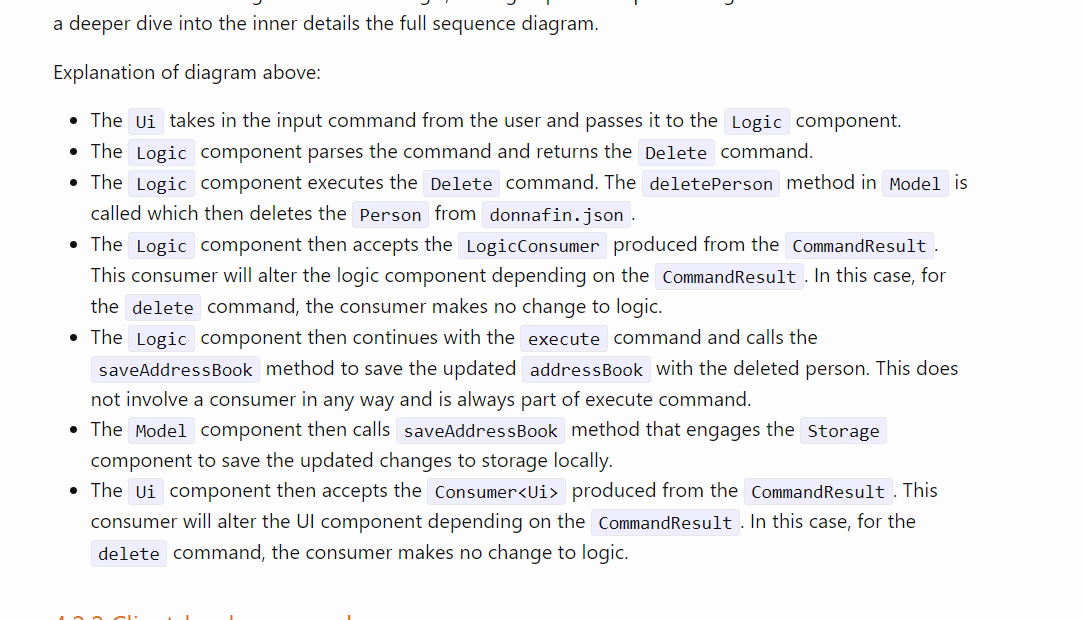 a deeper dive into the inner details the full sequence diagram.
Explanation of diagram above:
The Ui takes in the input command from the user and passes it to the Logic component.
The Logic component parses the command and returns the Delete command.
The Logic component executes the Delete command. The deletePerson method in Model is
called which then deletes the Person from donnafin.json.
The Logic component then accepts the LogicConsumer produced from the CommandResult.
This consumer will alter the logic component depending on the CommandResult. In this case, for
the delete command, the consumer makes no change to logic.
The Logic component then continues with the execute command and calls the
saveAddressBook method to save the updated addressBook with the deleted person. This does
not involve a consumer in any way and is always part of execute command.
The Model component then calls saveAddressBook method that engages the Storage
component to save the updated changes to storage locally.
The Ui component then accepts the Consumer<Ui> produced from the CommandResult. This
consumer will alter the UI component depending on the CommandResult. In this case, for the
delete command, the consumer makes no change to logic.